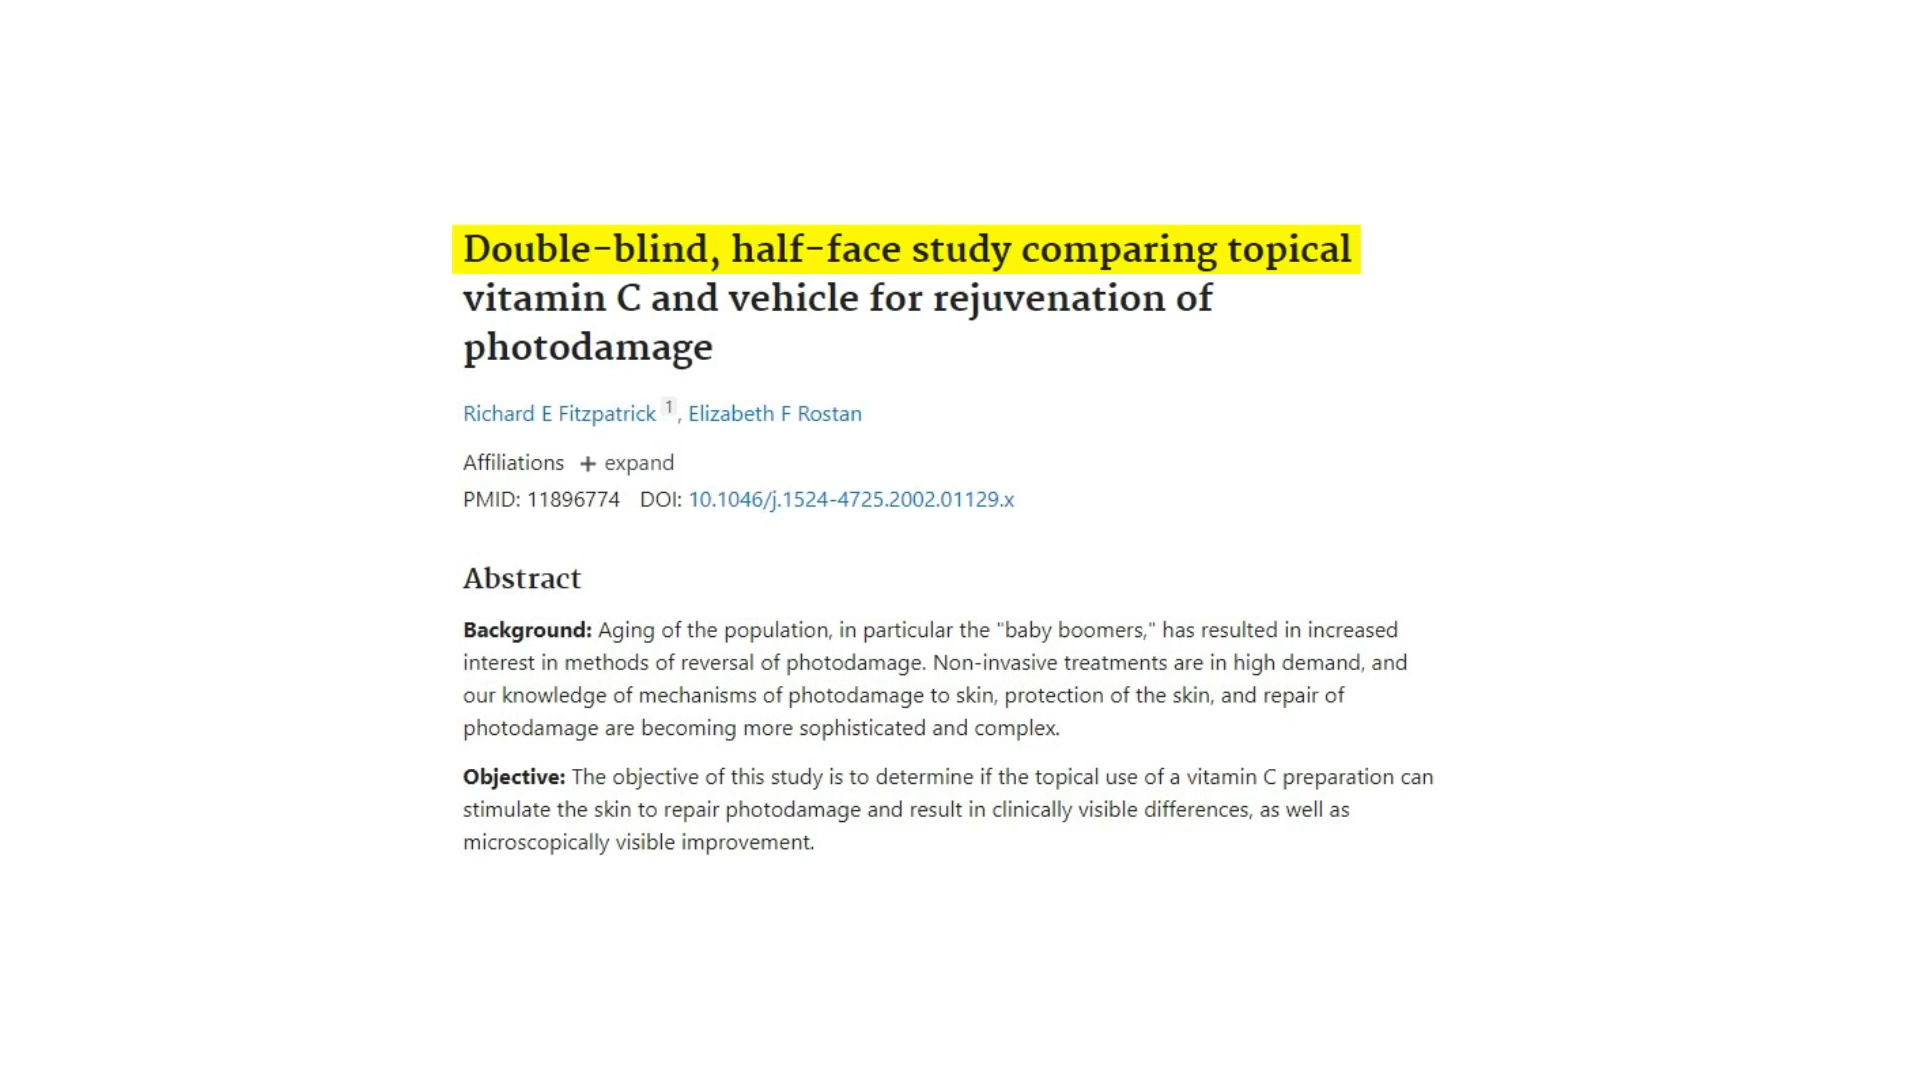 Double-blind, half-face study comparing topical
vitamin C and vehicle for rejuvenation of
photodamage
Richard E Fitzpatrick 1 , Elizabeth F Rostan
Affiliations + expand
PMID: 11896774 DOI: 10.1046/j.1524-4725.2002.01129.x
Abstract
Background: Aging of the population, in particular the "baby boomers," has resulted in increased
interest in methods of reversal of photodamage. Non-invasive treatments are in high demand, and
our knowledge of mechanisms of photodamage to skin, protection of the skin, and repair of
photodamage are becoming more sophisticated and complex.
Objective: The objective of this study is to determine if the topical use of a vitamin C preparation can
stimulate the skin to repair photodamage and result in clinically visible differences, as well as
microscopically visible improvement.